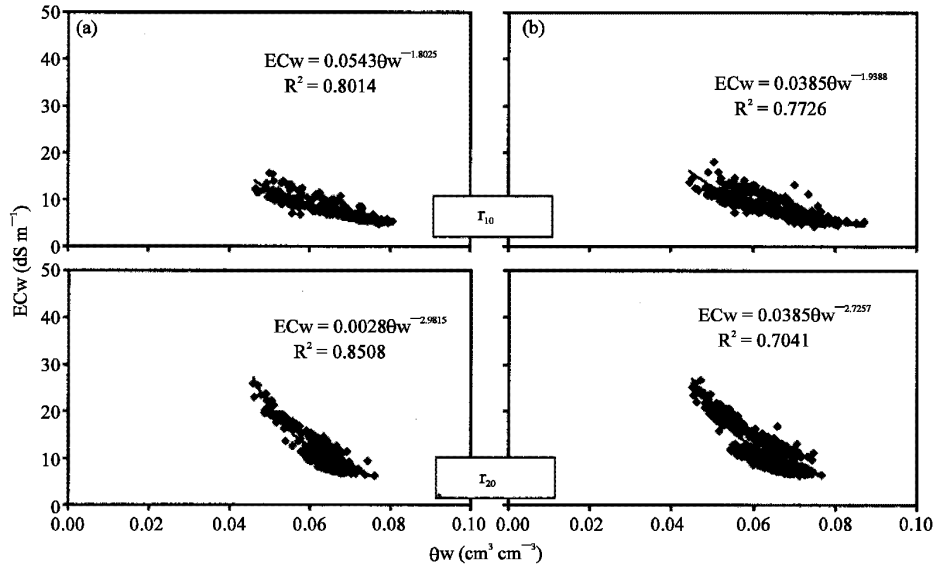 (a)
ECw = 0.0543θw⁻¹·⁸⁰²⁵
R² = 0.8014
(b)
ECw = 0.0385θw⁻¹·⁹³⁸⁸
R² = 0.7726
50
40
30
20
10
0
r₁₀
ECw (dS m⁻¹)
ECw = 0.0028θw⁻²·⁹⁸¹⁵
R² = 0.8508
ECw = 0.0385θw⁻²·⁷²⁵⁷
R² = 0.7041
50
40
30
20
10
0
r₂₀
0.00 0.02 0.04 0.06 0.08 0.10 0.00 0.02 0.04 0.06 0.08 0.10
θw (cm³ cm⁻³)